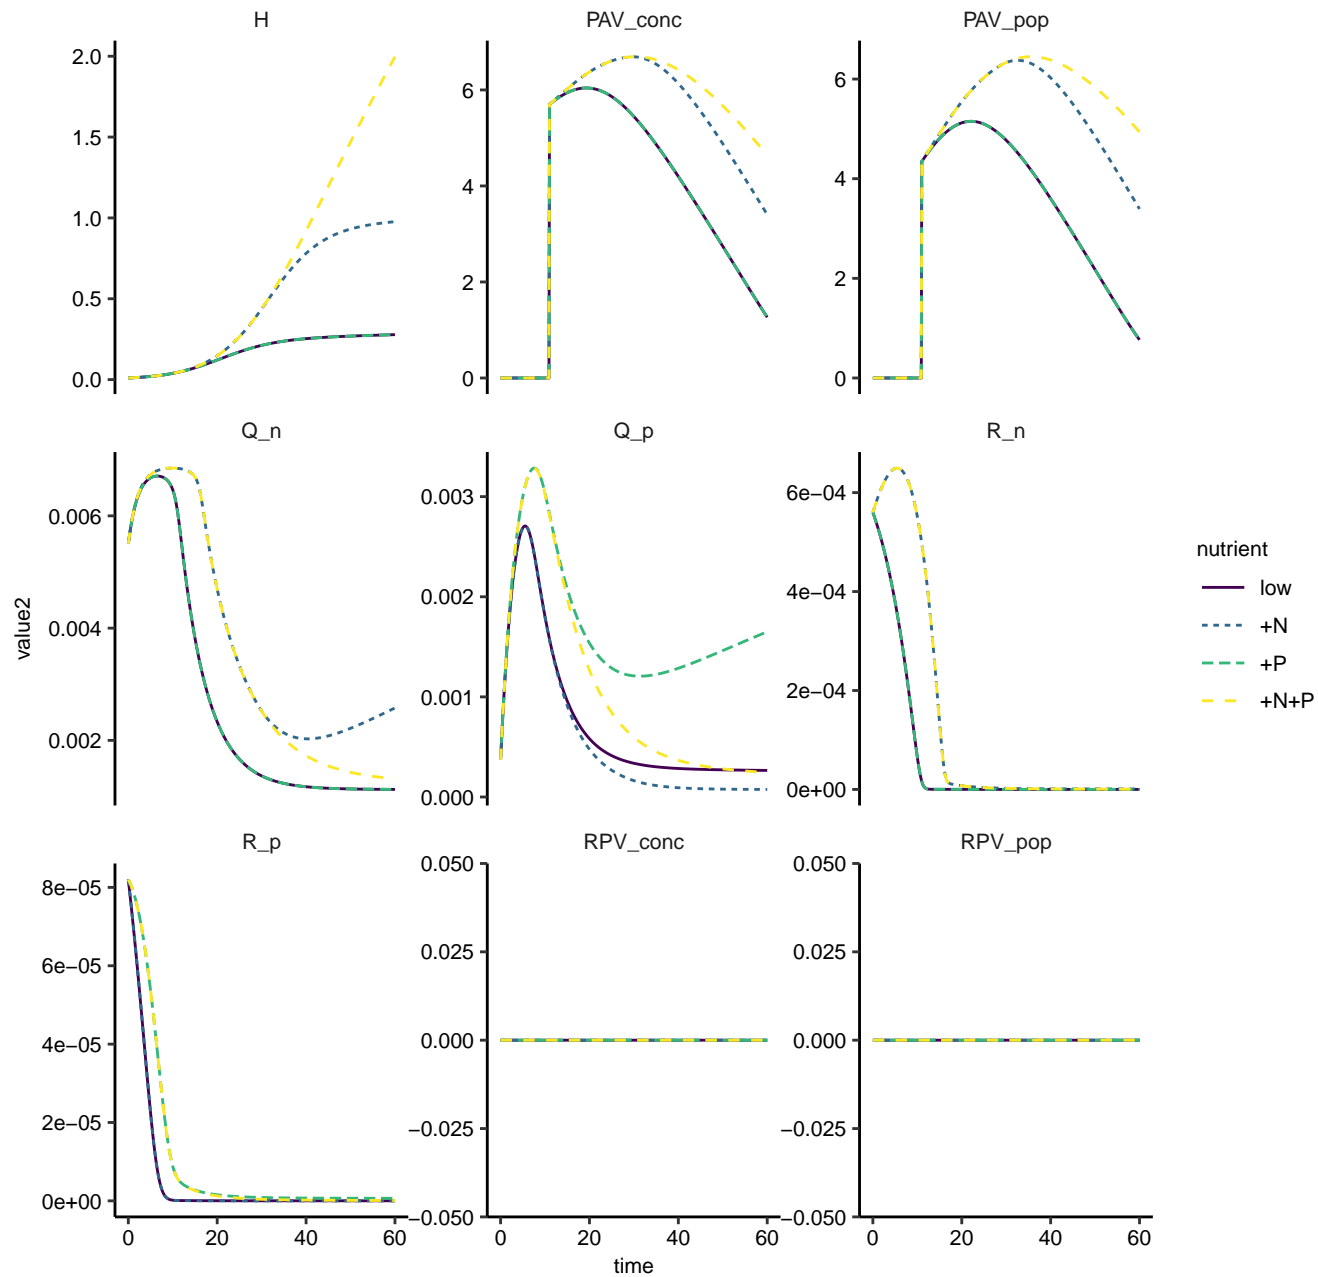 H
PAV_conc
PAV_pop
2.0
1.5
1.0
0.5
0.0
6
4
2
0
6
4
2
0
Q_n
Q_p
R_n
0.006
0.004
0.002
0.003
0.002
0.001
0.000
6e−04
4e−04
2e−04
0e+00
R_p
RPV_conc
RPV_pop
8e−05
6e−05
4e−05
2e−05
0e+00
0.050
0.025
0.000
−0.025
−0.050
0.050
0.025
0.000
−0.025
−0.050
0 20 40 60
0 20 40 60
0 20 40 60
time
value2
nutrient
low
+N
+P
+N+P